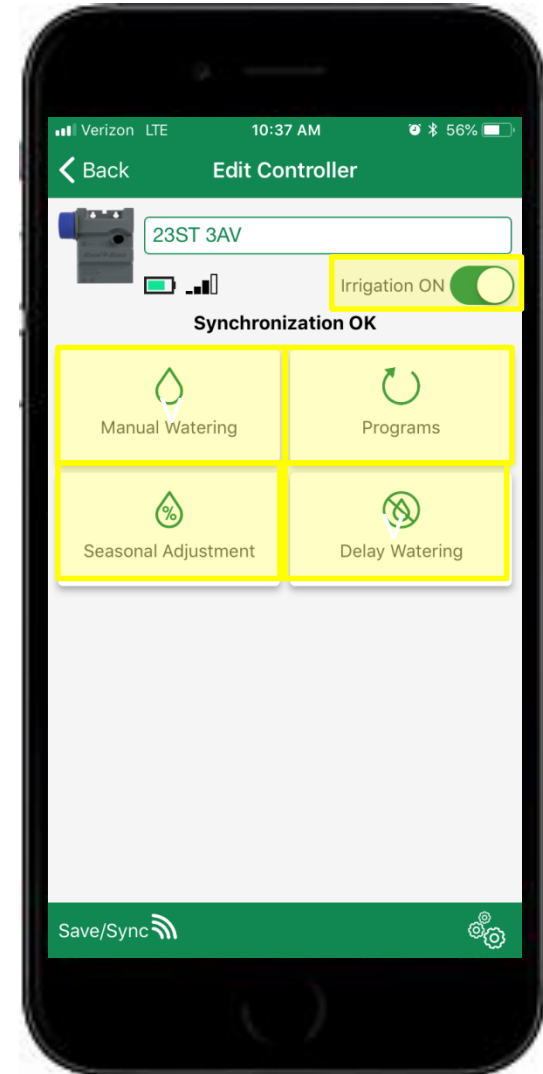 Verizon LTE 10:37 AM 56%
Back Edit Controller
23ST 3AV
Irrigation ON
Synchronization OK
Manual Watering Programs
%
Seasonal Adjustment Delay Watering
Save/Sync